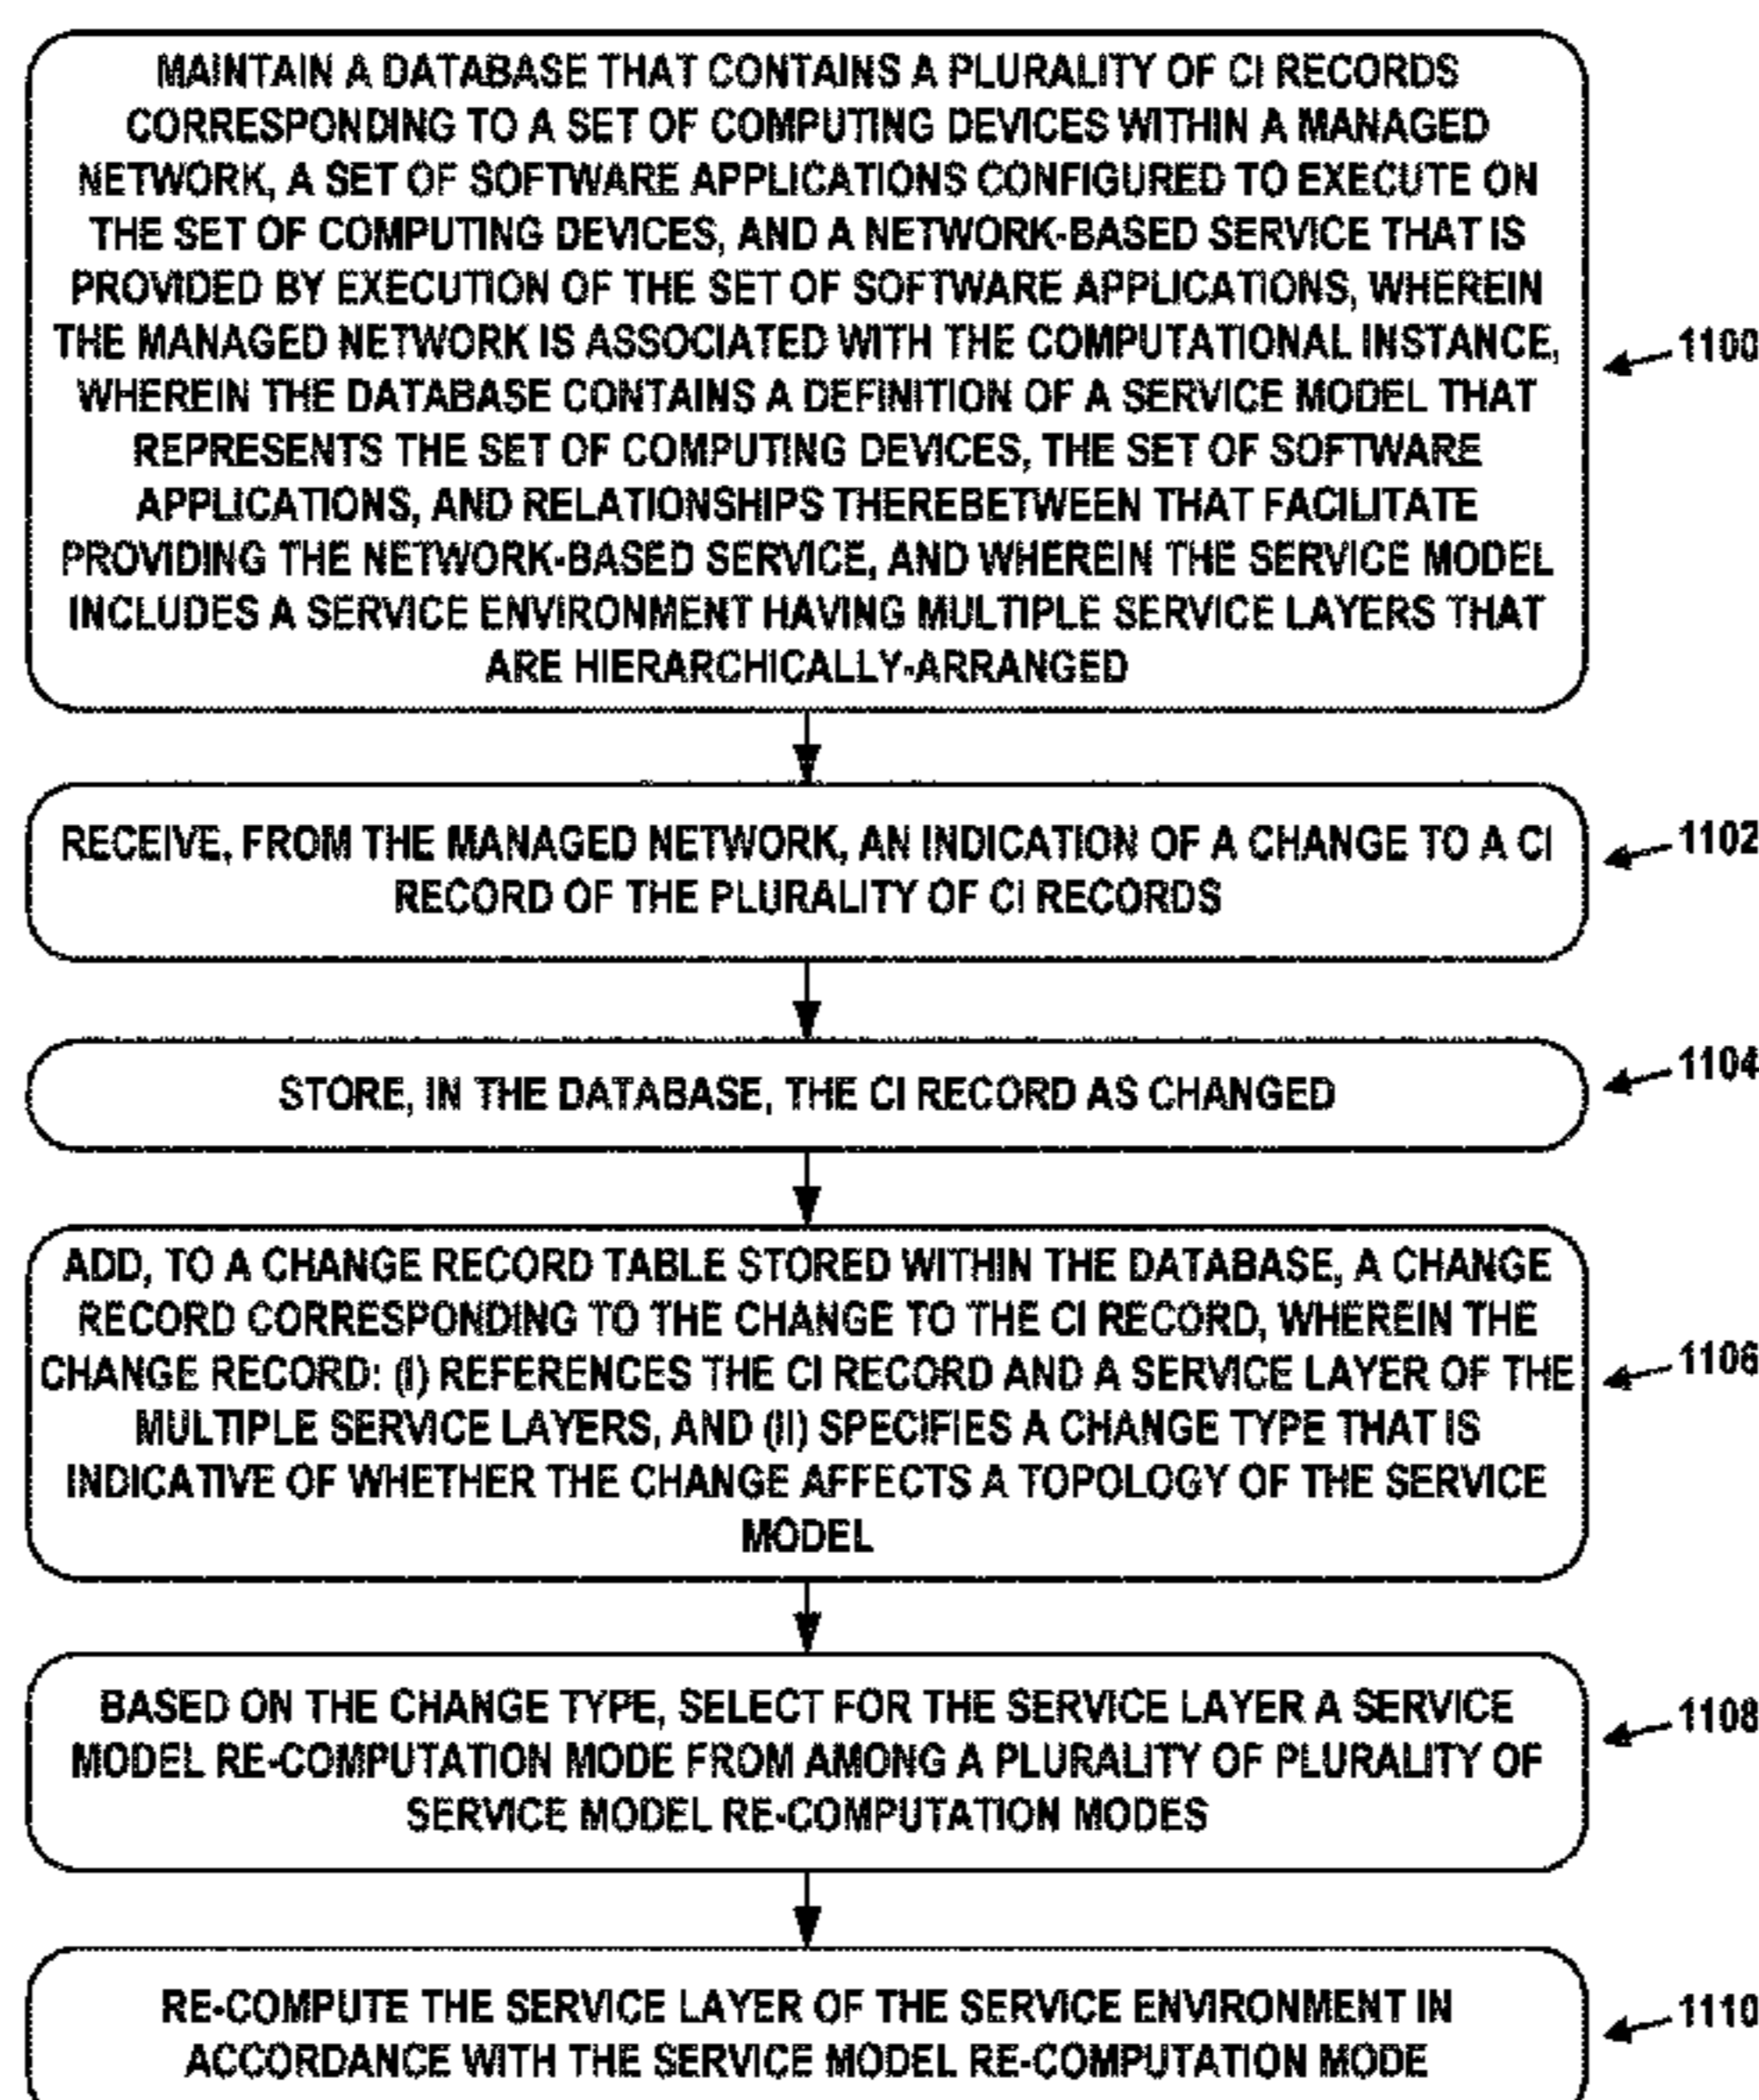 MAINTAIN A DATABASE THAT CONTAINS A PLURALITY OF CI RECORDS
CORRESPONDING TO A SET OF COMPUTING DEVICES WITHIN A MANAGED
NETWORK, A SET OF SOFTWARE APPLICATIONS CONFIGURED TO EXECUTE ON
THE SET OF COMPUTING DEVICES, AND A NETWORK-BASED SERVICE THAT IS
PROVIDED BY EXECUTION OF THE SET OF SOFTWARE APPLICATIONS, WHEREIN
THE MANAGED NETWORK IS ASSOCIATED WITH THE COMPUTATIONAL INSTANCE,
WHEREIN THE DATABASE CONTAINS A DEFINITION OF A SERVICE MODEL THAT
REPRESENTS THE SET OF COMPUTING DEVICES, THE SET OF SOFTWARE
APPLICATIONS, AND RELATIONSHIPS THEREBETWEEN THAT FACILITATE
PROVIDING THE NETWORK-BASED SERVICE, AND WHEREIN THE SERVICE MODEL
INCLUDES A SERVICE ENVIRONMENT HAVING MULTIPLE SERVICE LAYERS THAT
ARE HIERARCHICALLY-ARRANGED
1100
RECEIVE, FROM THE MANAGED NETWORK, AN INDICATION OF A CHANGE TO A CI
RECORD OF THE PLURALITY OF CI RECORDS
1102
STORE, IN THE DATABASE, THE CI RECORD AS CHANGED
1104
ADD, TO A CHANGE RECORD TABLE STORED WITHIN THE DATABASE, A CHANGE
RECORD CORRESPONDING TO THE CHANGE TO THE CI RECORD, WHEREIN THE
CHANGE RECORD: (I) REFERENCES THE CI RECORD AND A SERVICE LAYER OF THE
MULTIPLE SERVICE LAYERS, AND (II) SPECIFIES A CHANGE TYPE THAT IS
INDICATIVE OF WHETHER THE CHANGE AFFECTS A TOPOLOGY OF THE SERVICE
MODEL
1106
BASED ON THE CHANGE TYPE, SELECT FOR THE SERVICE LAYER A SERVICE
MODEL RE-COMPUTATION MODE FROM AMONG A PLURALITY OF PLURALITY OF
SERVICE MODEL RE-COMPUTATION MODES
1108
RE-COMPUTE THE SERVICE LAYER OF THE SERVICE ENVIRONMENT IN
ACCORDANCE WITH THE SERVICE MODEL RE-COMPUTATION MODE
1110